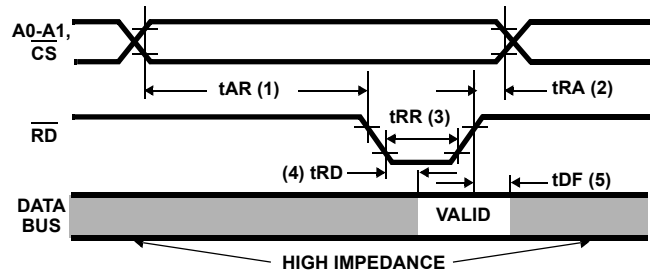 A0-A1,
CS
tAR (1)
tRA (2)
tRR (3)
RD
(4) tRD
tDF (5)
DATA
BUS
VALID
HIGH IMPEDANCE